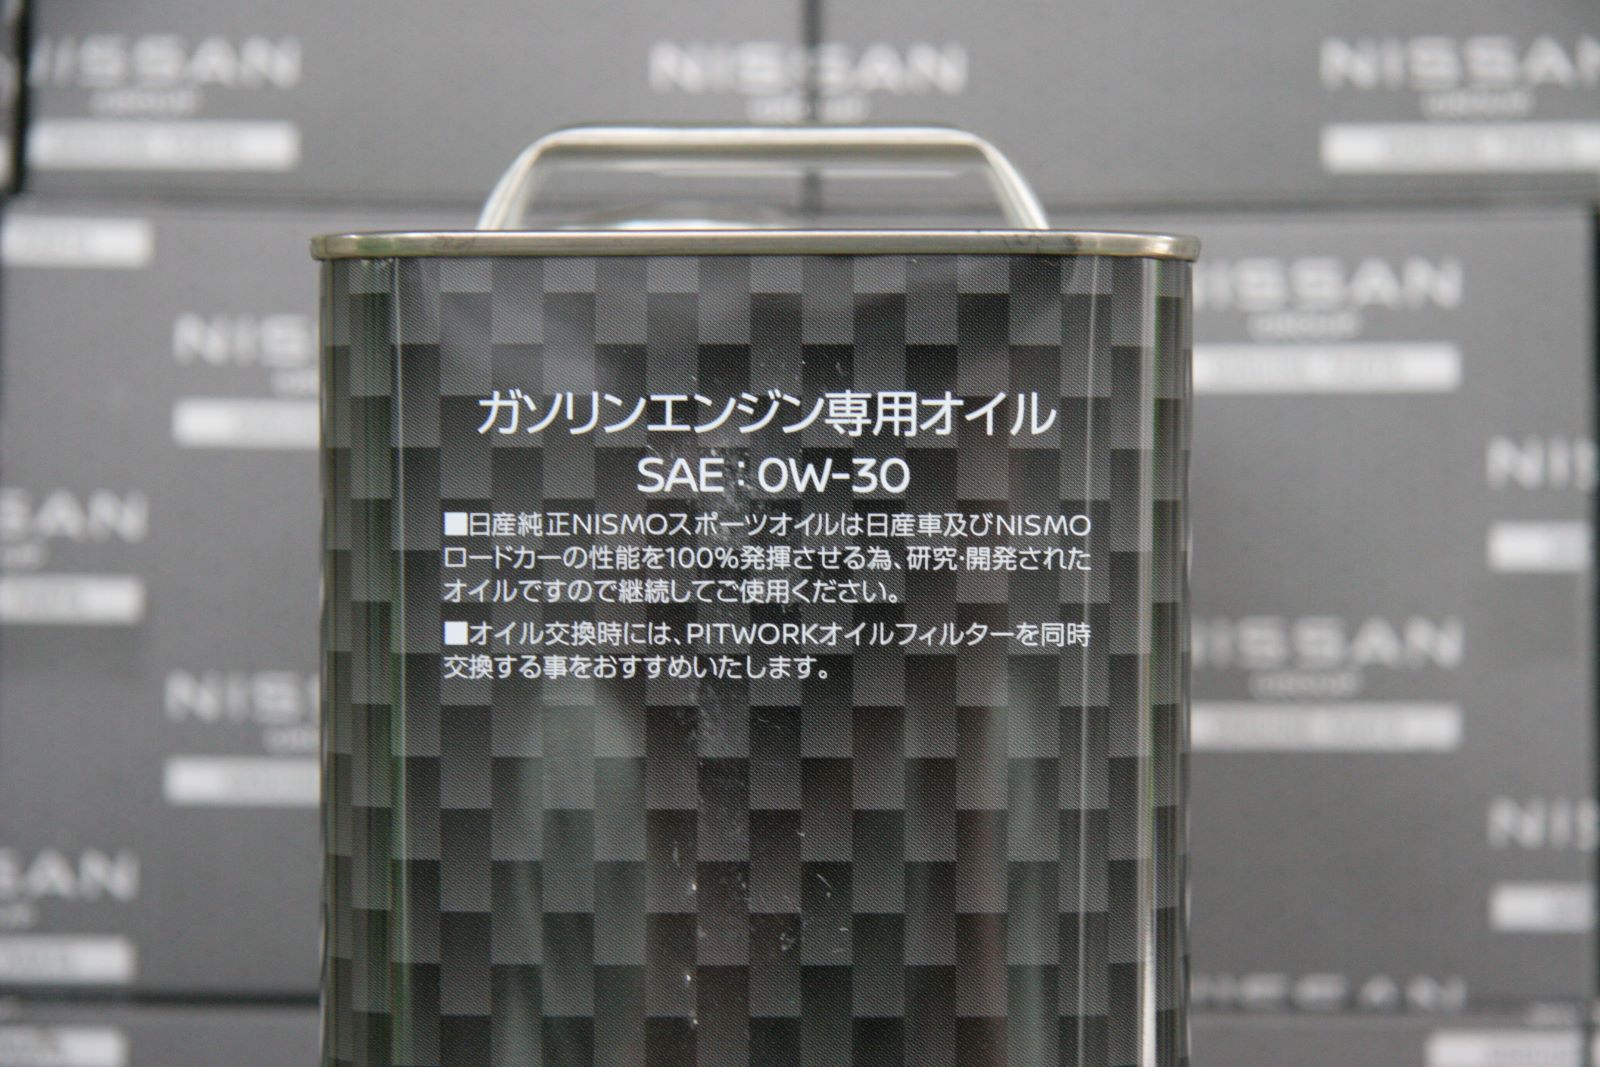 NISSAN
NISSAN
NISSAN
NISSAN
ガソリンエンジン専用オイル
SAE：0W-30
■日産純正NISMOスポーツオイルは日産車及びNISMO
ロードカーの性能を100%発揮させる為、研究・開発された
オイルですので継続してご使用ください。
■オイル交換時には、PITWORKオイルフィルターを同時
交換する事をおすすめいたします。
NISSAN